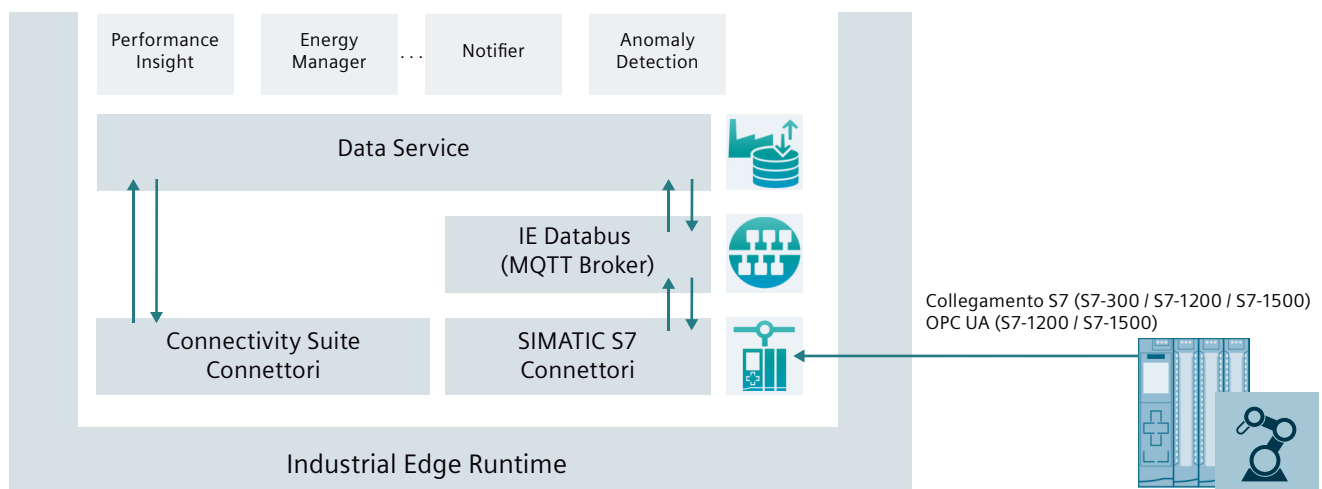 Performance
Insight
Energy
Manager
...
Notifier
Anomaly
Detection
Data Service
IE Databus
(MQTT Broker)
Collegamento S7 (S7-300 / S7-1200 / S7-1500)
OPC UA (S7-1200 / S7-1500)
Connectivity Suite
Connettori
SIMATIC S7
Connettori
Industrial Edge Runtime